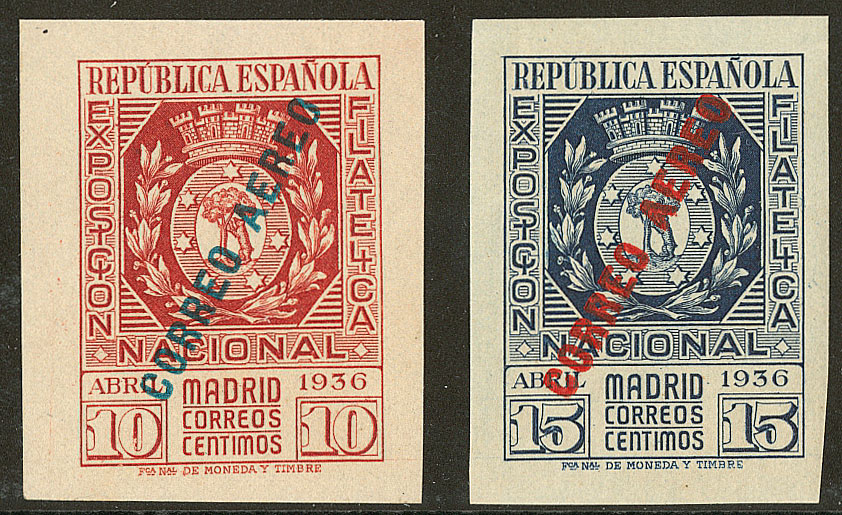 REPÚBLICA ESPAÑOLA
EXPOSICION
FILATELICA
CORREO AEREO
NACIONAL
ABRIL MADRID 1936
10 CORREOS 10
CENTIMOS
FCA NAL DE MONEDA Y TIMBRE
REPÚBLICA ESPAÑOLA
EXPOSICION
FILATELICA
CORREO AEREO
NACIONAL
ABRIL MADRID 1936
15 CORREOS 15
CENTIMOS
FCA NAL DE MONEDA Y TIMBRE